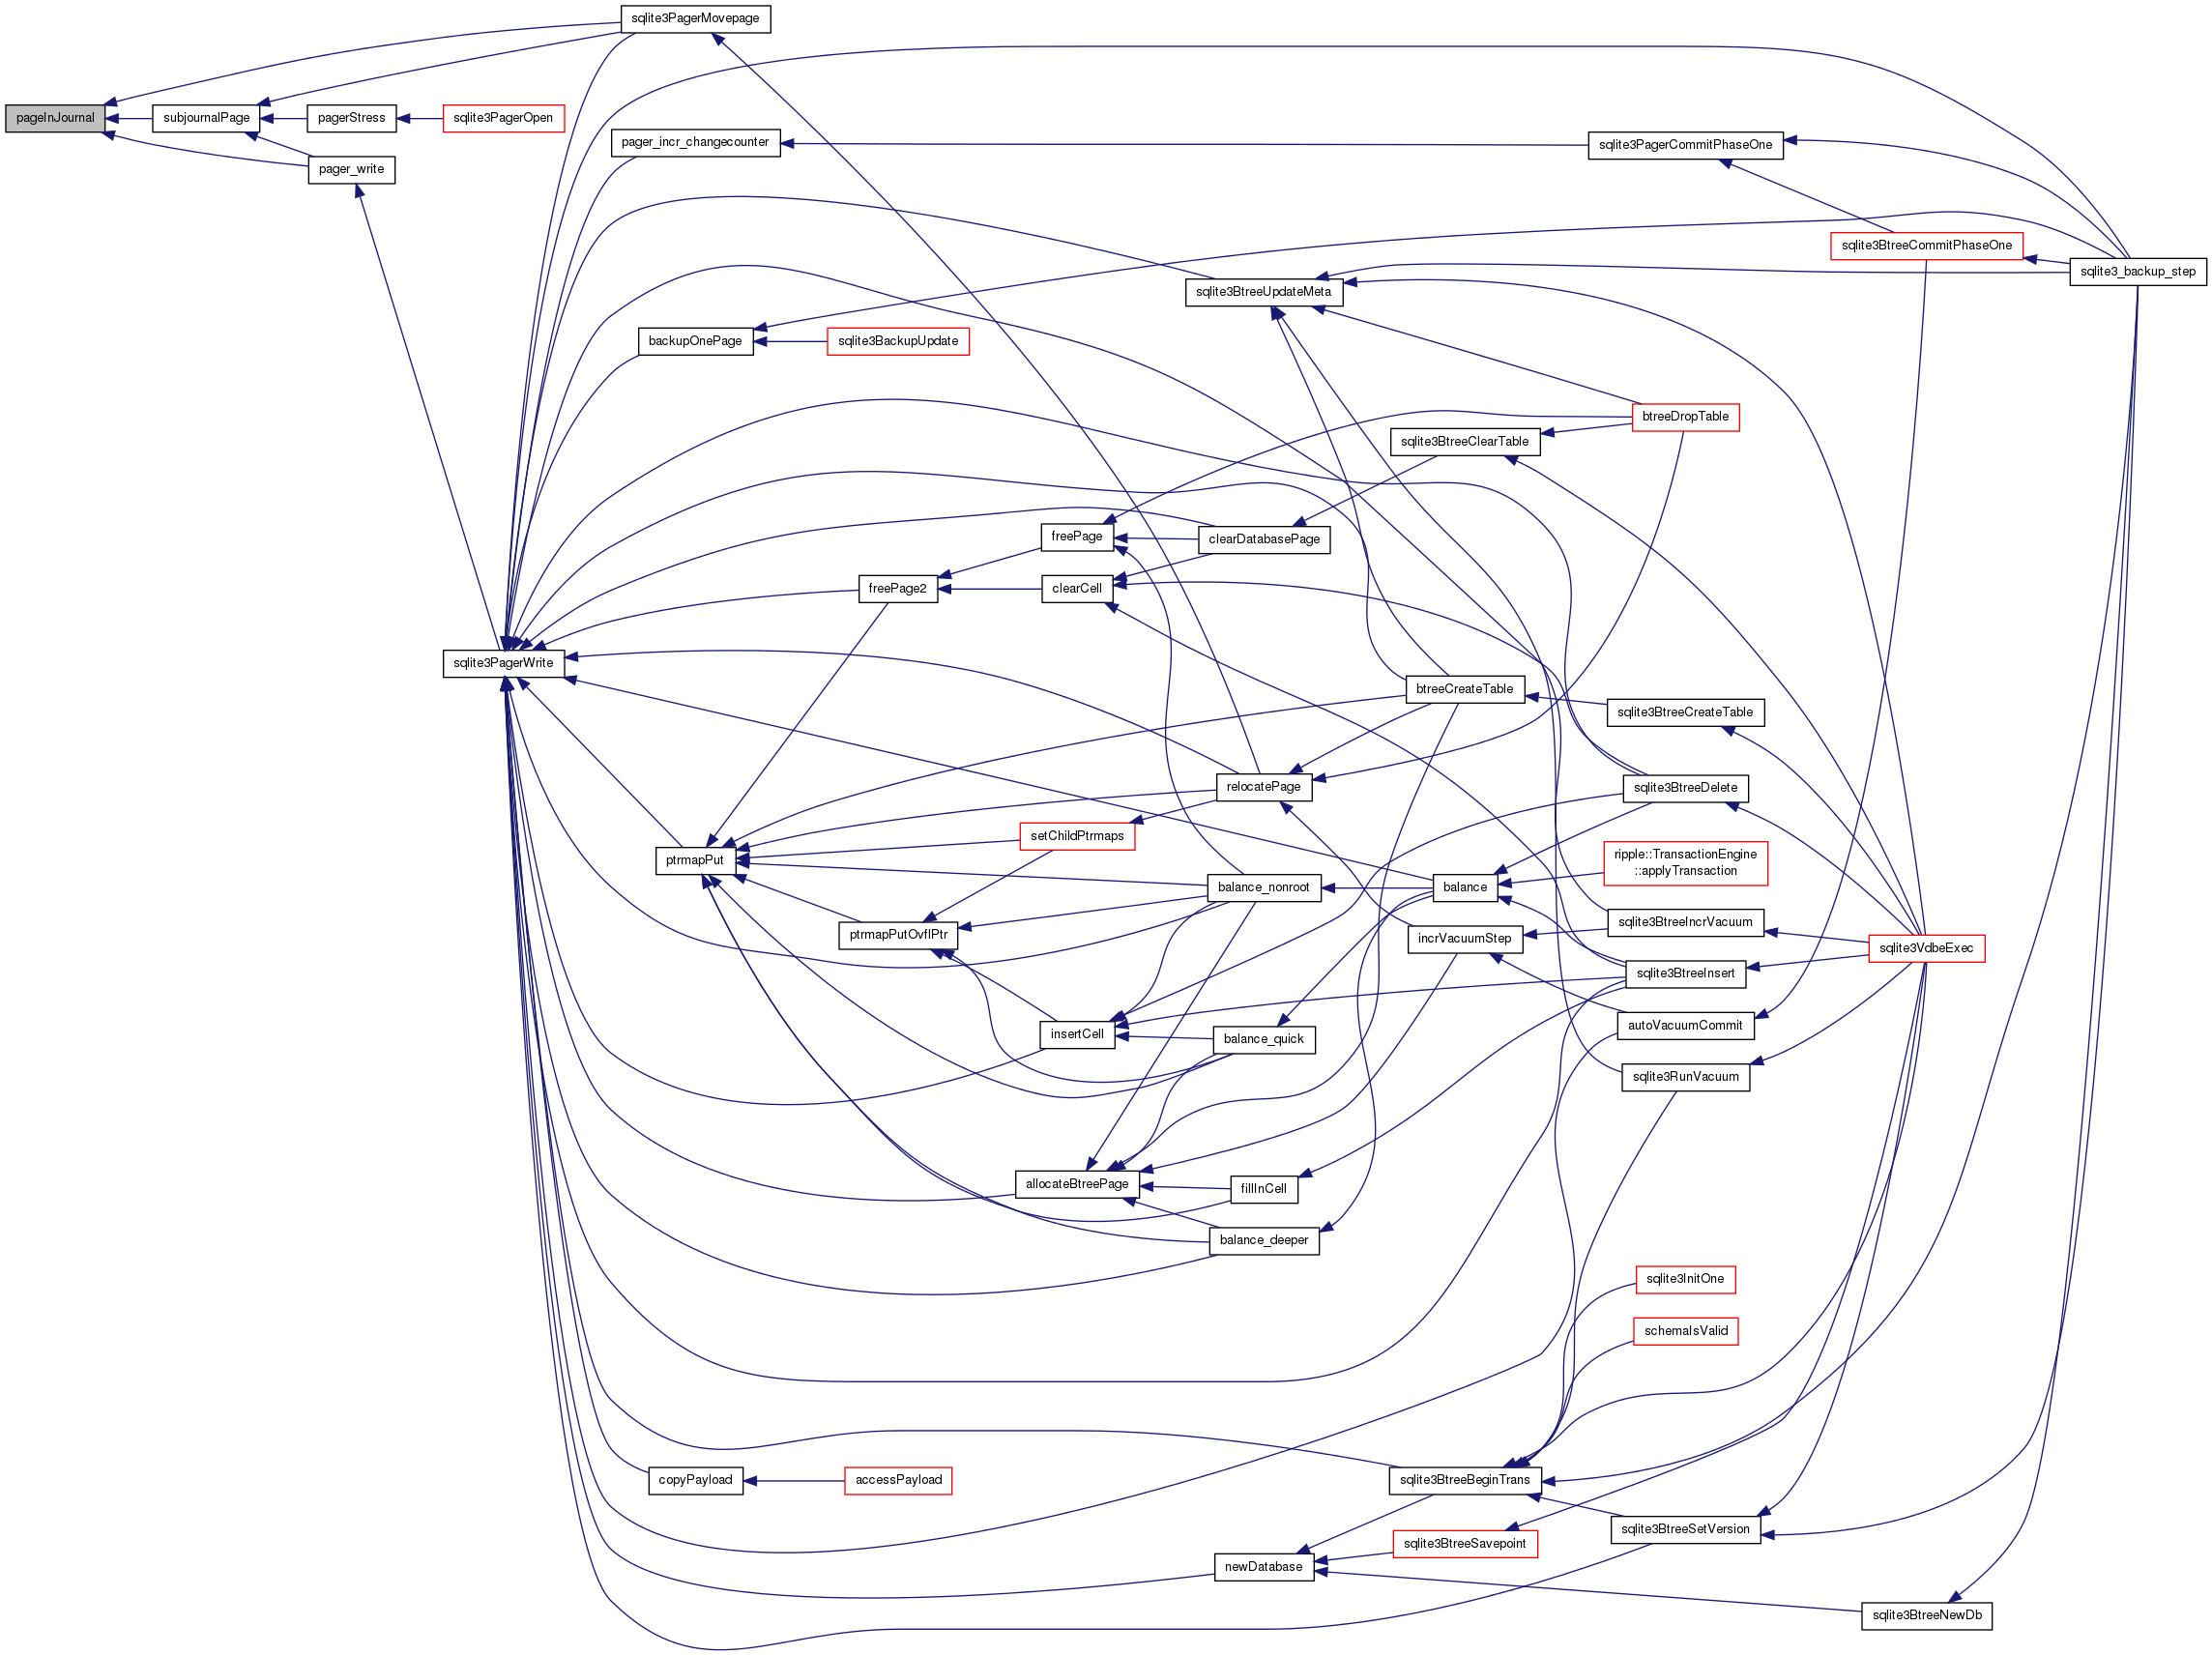 sqlite3PagerMovepage
pageInJournal
subjournalPage
pagerStress
sqlite3PagerOpen
pager_write
pager_incr_changecounter
sqlite3PagerCommitPhaseOne
sqlite3BtreeCommitPhaseOne
sqlite3_backup_step
sqlite3BtreeUpdateMeta
backupOnePage
sqlite3BackupUpdate
btreeDropTable
sqlite3BtreeClearTable
freePage
clearDatabasePage
freePage2
clearCell
sqlite3PagerWrite
btreeCreateTable
sqlite3BtreeCreateTable
relocatePage
sqlite3BtreeDelete
setChildPtrmaps
ptrmapPut
ripple::TransactionEngine
::applyTransaction
balance_nonroot
balance
sqlite3BtreeIncrVacuum
ptrmapPutOvflPtr
incrVacuumStep
sqlite3VdbeExec
sqlite3BtreeInsert
insertCell
balance_quick
autoVacuumCommit
sqlite3RunVacuum
allocateBtreePage
fillInCell
balance_deeper
sqlite3InitOne
schemaIsValid
copyPayload
accessPayload
sqlite3BtreeBeginTrans
sqlite3BtreeSetVersion
sqlite3BtreeSavepoint
newDatabase
sqlite3BtreeNewDb